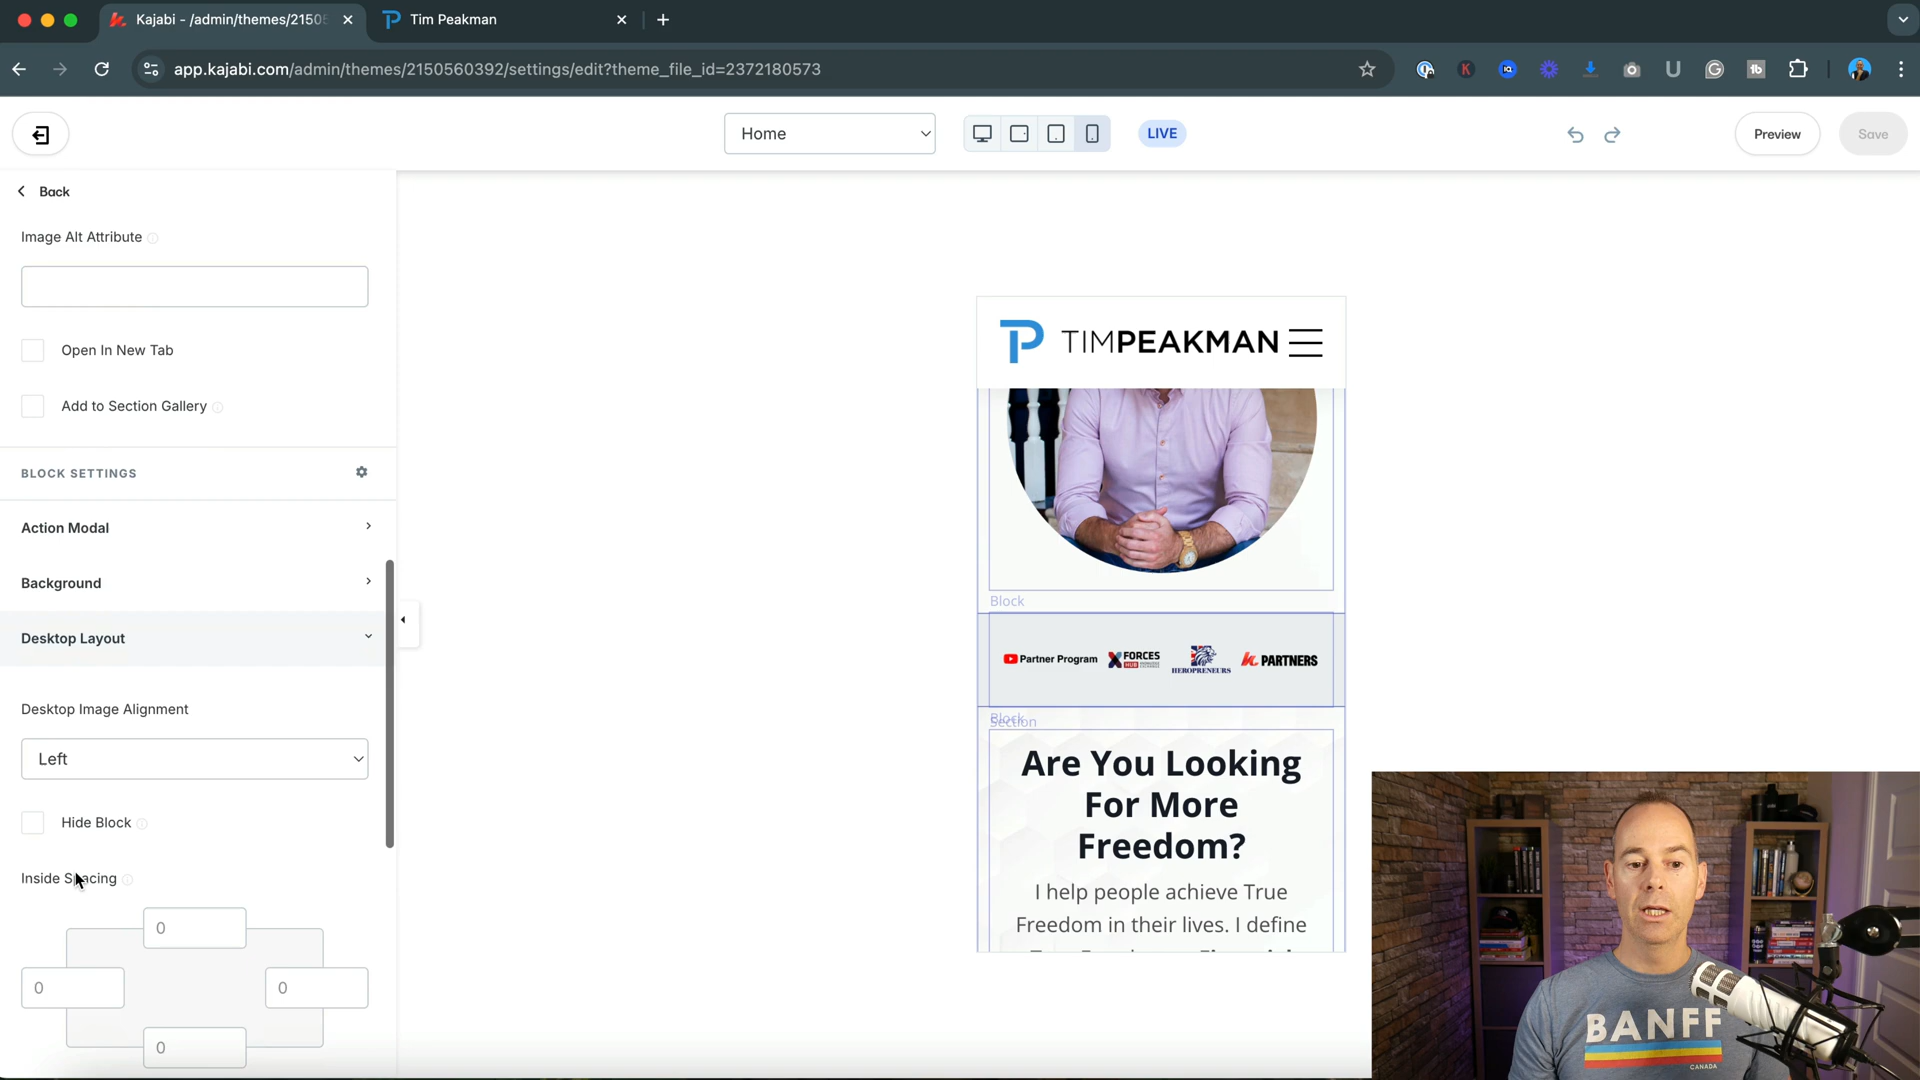 Kajabi - /admin/themes/2150
Tim Peakman
app.kajabi.com/admin/themes/2150560392/settings/edit?theme_file_id=2372180573
Home
LIVE
Preview
Save
Back
Image Alt Attribute
Open In New Tab
Add to Section Gallery
BLOCK SETTINGS
Action Modal
Background
Desktop Layout
Desktop Image Alignment
Left
Hide Block
Inside Spacing
0
0
0
0
TIMPEAKMAN
Block
Partner Program
XFORCES
HUB
HEROPRENEURS
PARTNERS
Block
Section
Are You Looking
For More
Freedom?
I help people achieve True
Freedom in their lives. I define
BANFF
CANADA